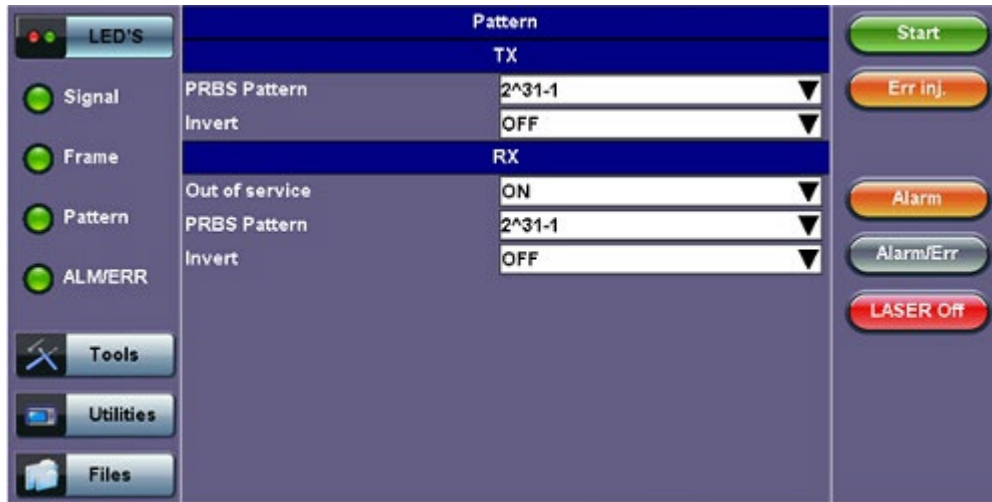 LED'S
Signal
Frame
Pattern
ALM/ERR
Tools
Utilities
Files
Pattern
TX
PRBS Pattern 2^31-1
Invert OFF
RX
Out of service ON
PRBS Pattern 2^31-1
Invert OFF
Start
Err inj.
Alarm
Alarm/Err
LASER Off